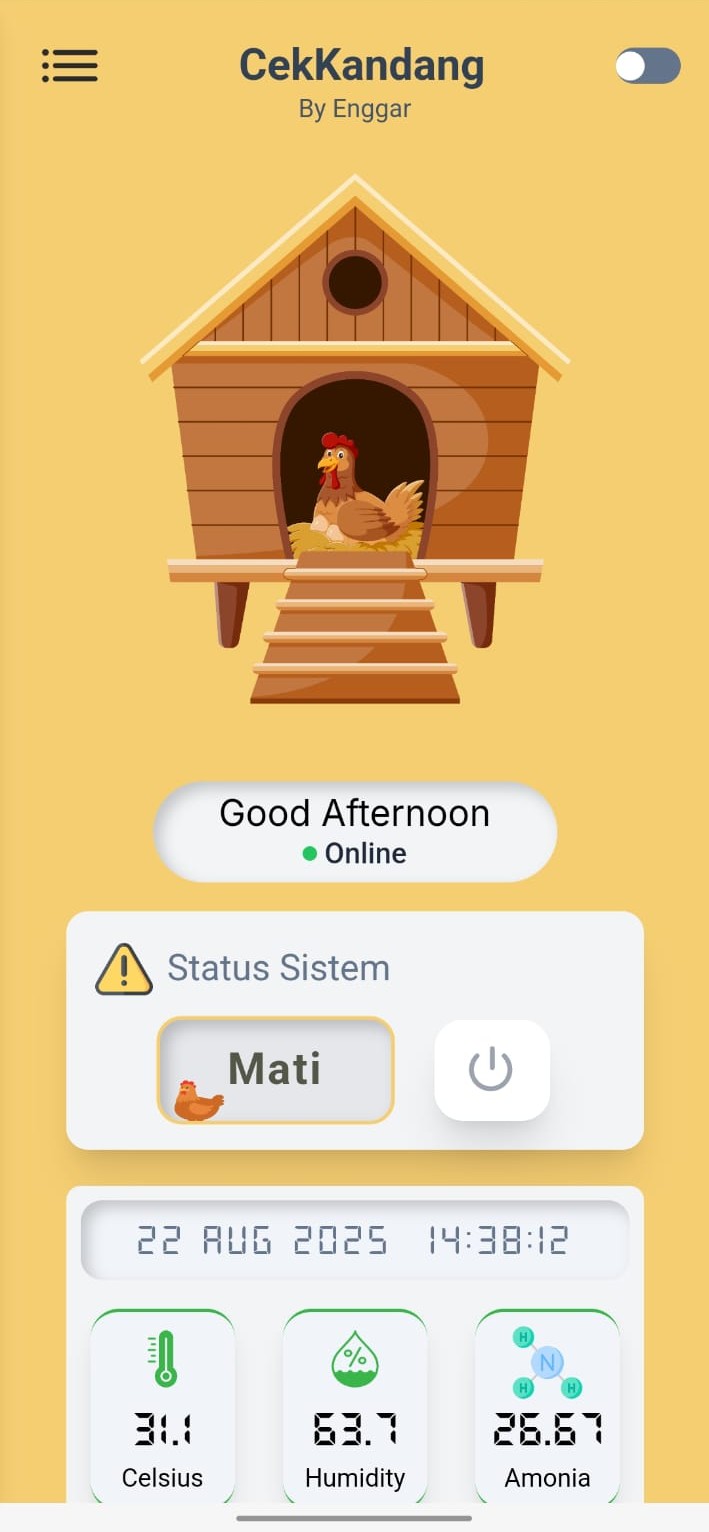 CekKandang
By Enggar
Good Afternoon
Online
Status Sistem
Mati
22 AUG 2025 14:38:12
%
H
N
H H
31.1 63.7 26.67
Celsius Humidity Amonia